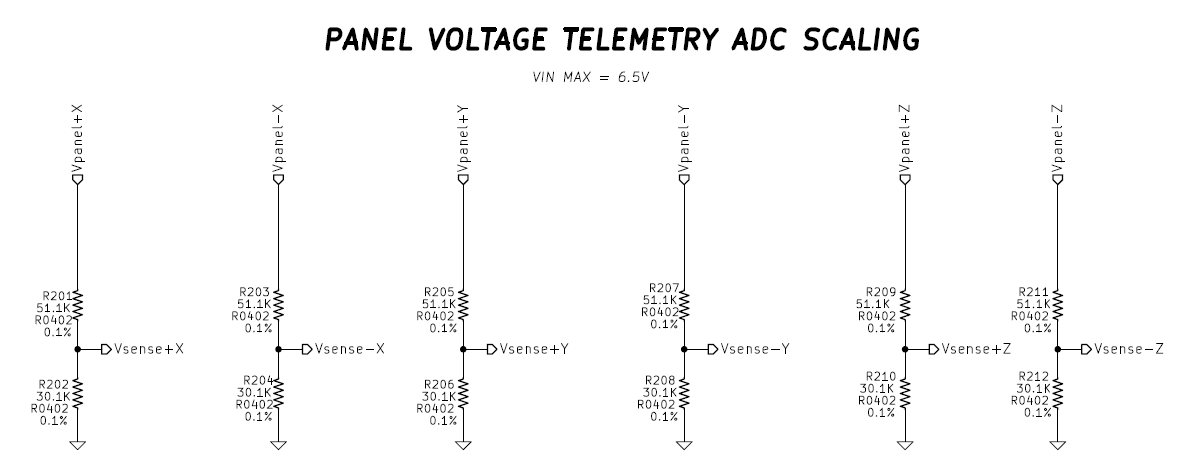 PANEL VOLTAGE TELEMETRY ADC SCALING
VIN MAX = 6.5V
Vpanel+X
Vpanel-X
Vpanel+Y
Vpanel-Y
Vpanel+Z
Vpanel-Z
R201
51.1K
R0402
0.1%
Vsense+X
R202
30.1K
R0402
0.1%
R203
51.1K
R0402
0.1%
Vsense-X
R204
30.1K
R0402
0.1%
R205
51.1K
R0402
0.1%
Vsense+Y
R206
30.1K
R0402
0.1%
R207
51.1K
R0402
0.1%
Vsense-Y
R208
30.1K
R0402
0.1%
R209
51.1K
R0402
0.1%
Vsense+Z
R210
30.1K
R0402
0.1%
R211
51.1K
R0402
0.1%
Vsense-Z
R212
30.1K
R0402
0.1%